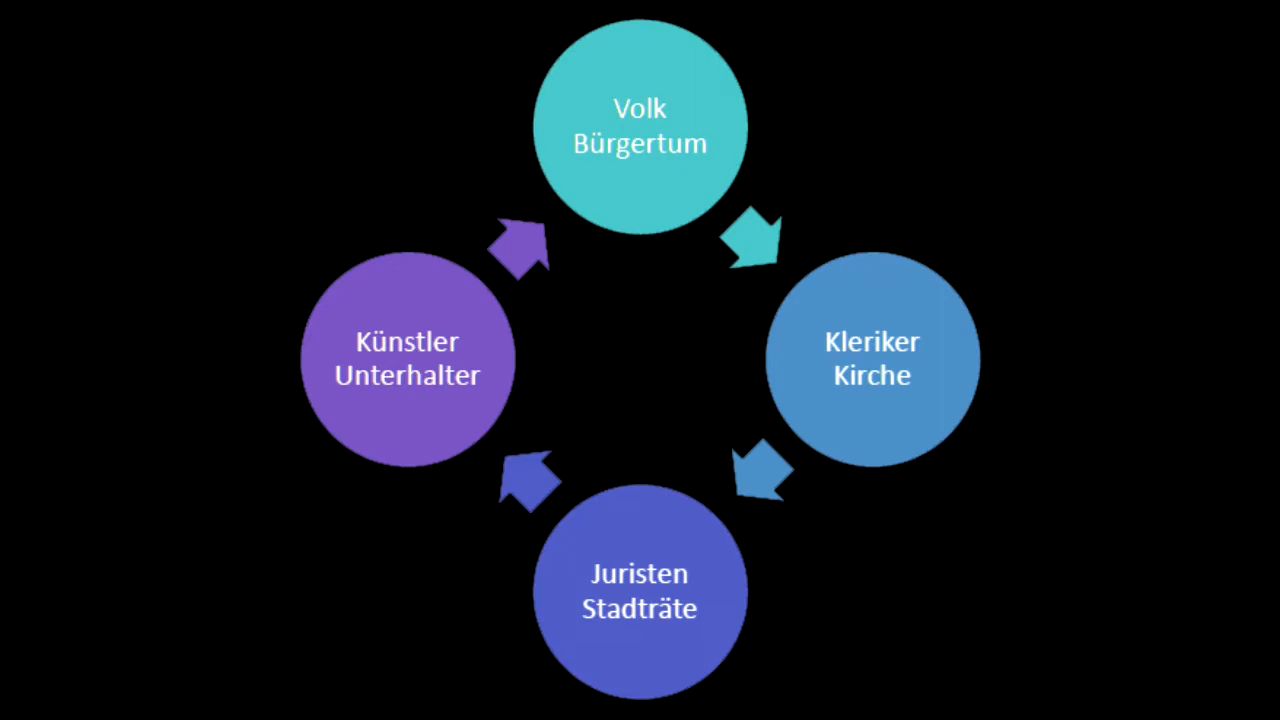 Volk
Bürgertum
Kleriker
Kirche
Juristen
Stadträte
Künstler
Unterhalter